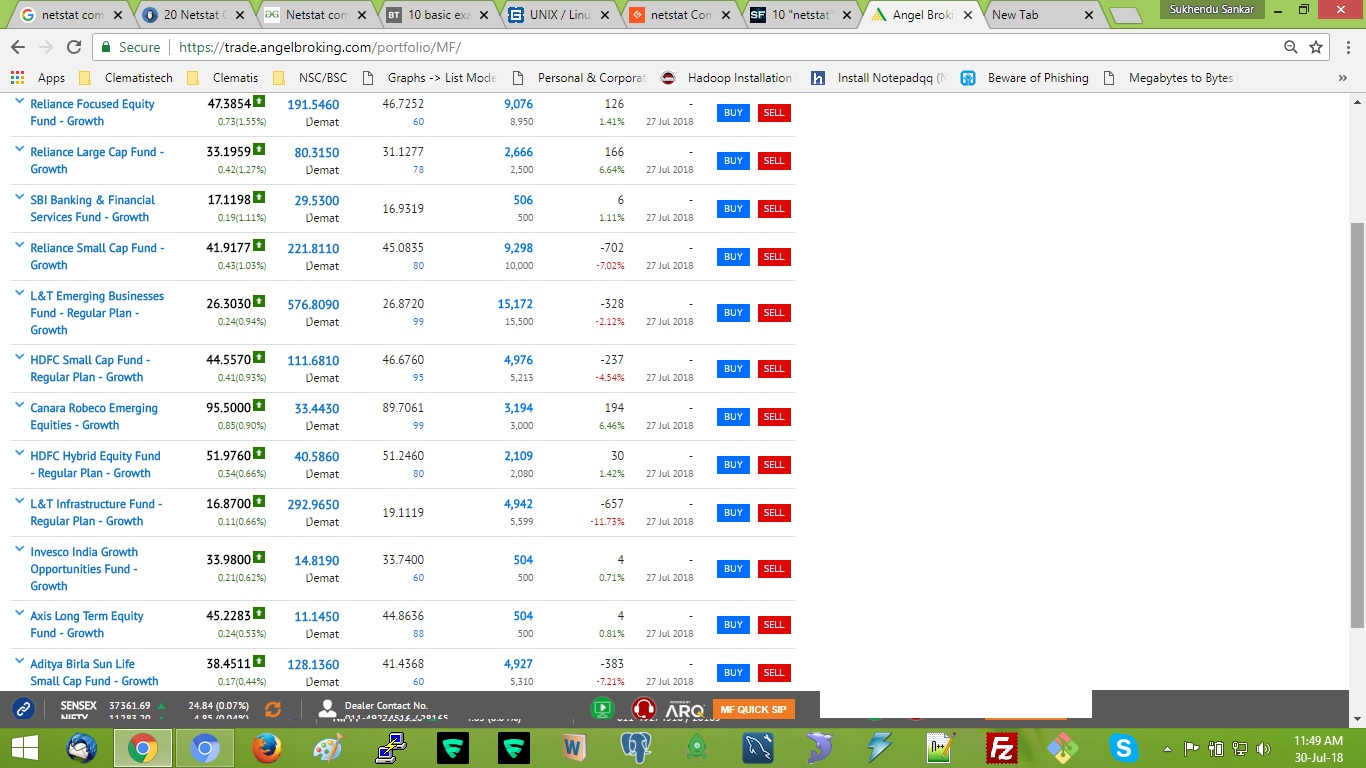 netstat com
20 Netstat C
Netstat com
10 basic exa
UNIX / Linu
netstat Com
10 "netstat"
Angel Broki
New Tab
Sukhendu Sankar
Secure
https://trade.angelbroking.com/portfolio/MF/
Apps
Clematistech
Clematis
NSC/BSC
Graphs -> List Mode
Personal & Corporat
Hadoop Installation
Install Notepadqq (N
Beware of Phishing
Megabytes to Bytes
»
Reliance Focused Equity 47.3854 191.5460 46.7252 9,076 126 - BUY SELL
Fund - Growth 0.73(1.55%) Demat 60 8,950 1.41% 27 Jul 2018
Reliance Large Cap Fund - 33.1959 80.3150 31.1277 2,666 166 - BUY SELL
Growth 0.42(1.27%) Demat 78 2,500 6.64% 27 Jul 2018
SBI Banking & Financial 17.1198 29.5300 16.9319 506 6 - BUY SELL
Services Fund - Growth 0.19(1.11%) Demat 500 1.11% 27 Jul 2018
Reliance Small Cap Fund - 41.9177 221.8110 45.0835 9,298 -702 - BUY SELL
Growth 0.43(1.03%) Demat 80 10,000 -7.02% 27 Jul 2018
L&T Emerging Businesses
Fund - Regular Plan - 26.3030 576.8090 26.8720 15,172 -328 - BUY SELL
Growth 0.24(0.94%) Demat 99 15,500 -2.12% 27 Jul 2018
HDFC Small Cap Fund - 44.5570 111.6810 46.6760 4,976 -237 - BUY SELL
Regular Plan - Growth 0.41(0.93%) Demat 95 5,213 -4.54% 27 Jul 2018
Canara Robeco Emerging 95.5000 33.4430 89.7061 3,194 194 - BUY SELL
Equities - Growth 0.85(0.90%) Demat 99 3,000 6.46% 27 Jul 2018
HDFC Hybrid Equity Fund 51.9760 40.5860 51.2460 2,109 30 - BUY SELL
- Regular Plan - Growth 0.34(0.66%) Demat 80 2,080 1.42% 27 Jul 2018
L&T Infrastructure Fund - 16.8700 292.9650 19.1119 4,942 -657 - BUY SELL
Regular Plan - Growth 0.11(0.66%) Demat 5,599 -11.73% 27 Jul 2018
Invesco India Growth
Opportunities Fund - 33.9800 14.8190 33.7400 504 4 - BUY SELL
Growth 0.21(0.62%) Demat 60 500 0.71% 27 Jul 2018
Axis Long Term Equity 45.2283 11.1450 44.8636 504 4 - BUY SELL
Fund - Growth 0.24(0.53%) Demat 88 500 0.81% 27 Jul 2018
Aditya Birla Sun Life 38.4511 128.1360 41.4368 4,927 -383 - BUY SELL
Small Cap Fund - Growth 0.17(0.44%) Demat 60 5,310 -7.21% 27 Jul 2018
SENSEX 37361.69 24.84 (0.07%) Dealer Contact No. ARQ MF QUICK SIP
NIFTY 11283.20 4.85 (0.04%)
11:49 AM
30-Jul-18